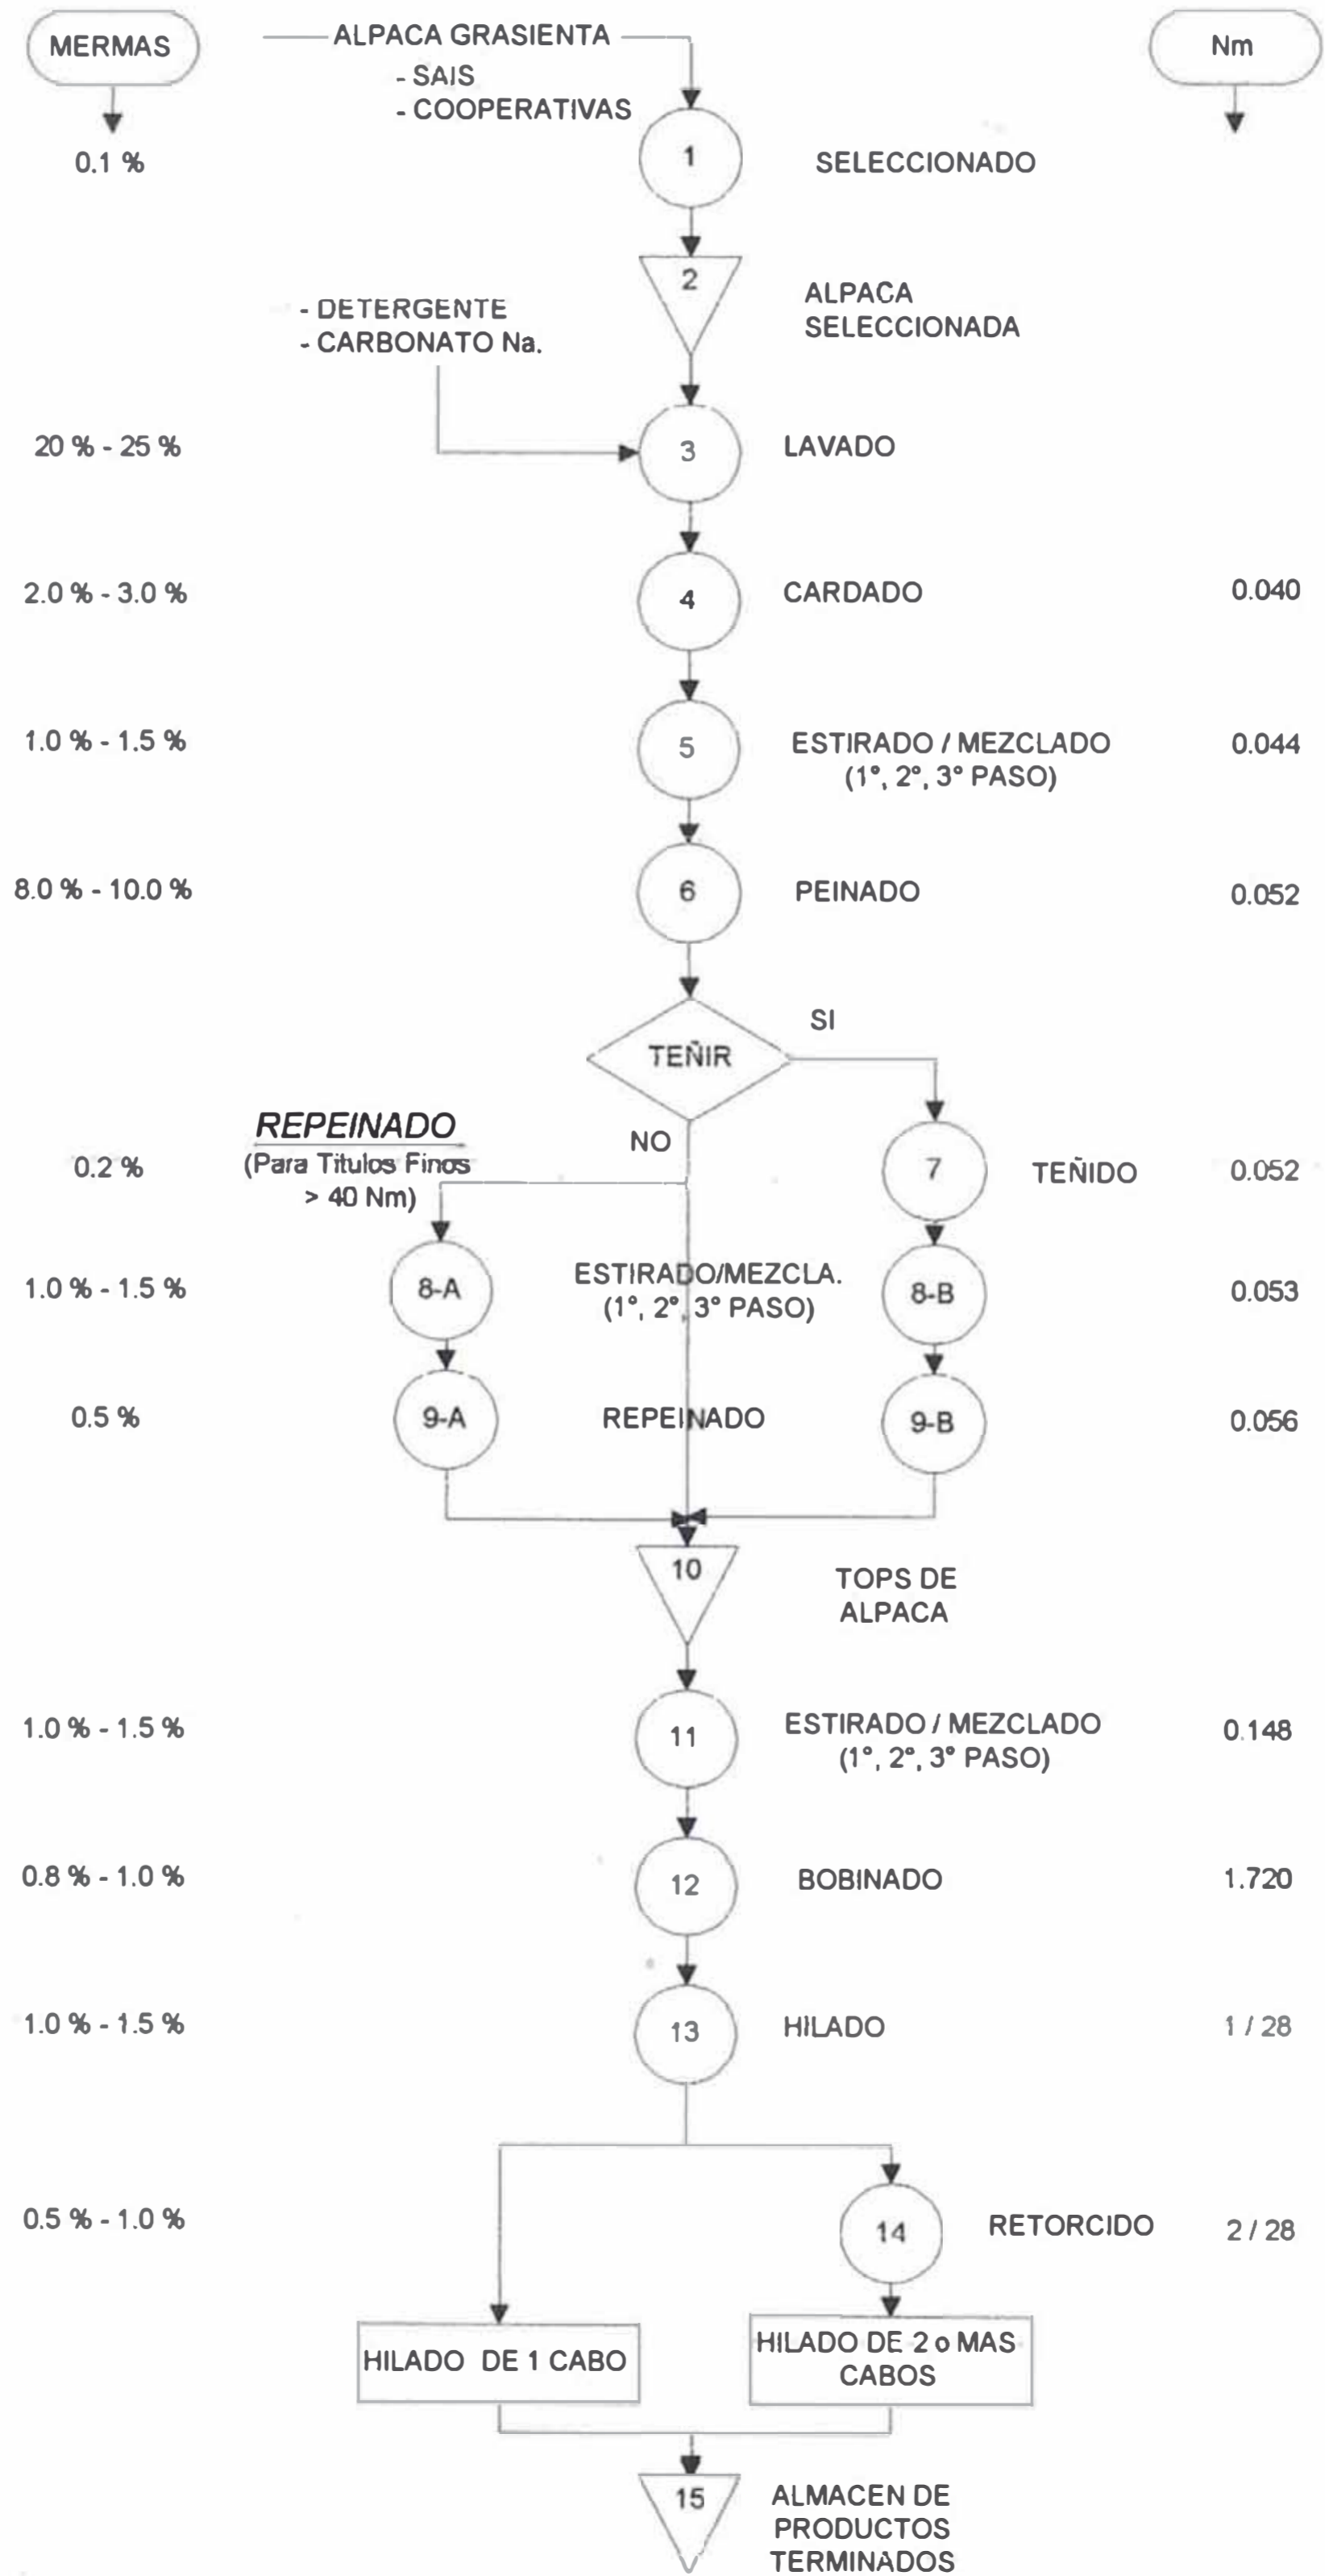 MERMAS
ALPACA GRASIENTA
Nm
- SAIS
- COOPERATIVAS
0.1 %
1
SELECCIONADO
2
ALPACA
SELECCIONADA
- DETERGENTE
- CARBONATO Na.
20 % - 25 %
3
LAVADO
2.0 % - 3.0 %
4
CARDADO
0.040
1.0 % - 1.5 %
5
ESTIRADO / MEZCLADO
(1°, 2°, 3° PASO)
0.044
8.0 % - 10.0 %
6
PEINADO
0.052
SI
TEÑIR
NO
REPEINADO
(Para Titulos Finos
> 40 Nm)
0.2 %
7
TEÑIDO
0.052
1.0 % - 1.5 %
8-A
ESTIRADO/MEZCLA.
(1°, 2°, 3° PASO)
8-B
0.053
0.5 %
9-A
REPEINADO
9-B
0.056
10
TOPS DE
ALPACA
1.0 % - 1.5 %
11
ESTIRADO / MEZCLADO
(1°, 2°, 3° PASO)
0.148
0.8 % - 1.0 %
12
BOBINADO
1.720
1.0 % - 1.5 %
13
HILADO
1 / 28
0.5 % - 1.0 %
14
RETORCIDO
2 / 28
HILADO DE 1 CABO
HILADO DE 2 o MAS
CABOS
15
ALMACEN DE
PRODUCTOS
TERMINADOS